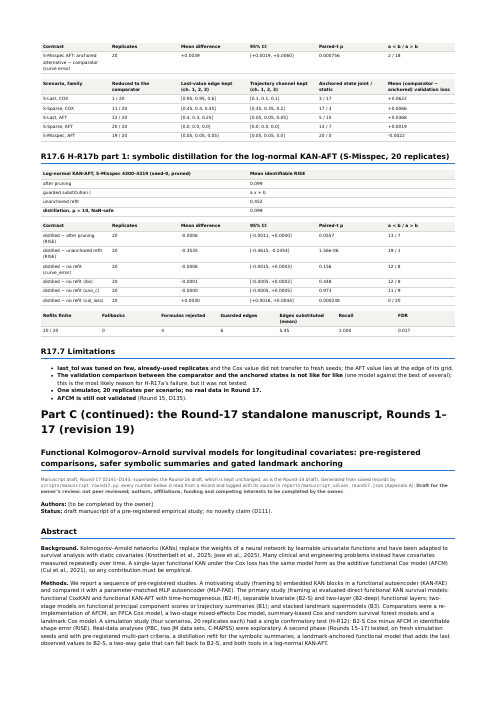 Contrast Replicates Mean difference 95% CI Paired-t p a < b / a > b
S-Misspec AFT: anchored 20 +0.0039 [+0.0019, +0.0060] 0.000756 2 / 18
alternative − comparator
(curve error)
Scenario, family Reduced to the Last-value edge kept Trajectory channel kept Anchored state joint / Mean (comparator −
comparator (ch. 1, 2, 3) (ch. 1, 2, 3) static anchored) validation loss
S-Last, COX 1 / 20 [0.95, 0.95, 0.6] [0.1, 0.1, 0.1] 3 / 17 +0.0622
S-Sparse, COX 11 / 20 [0.45, 0.4, 0.25] [0.35, 0.35, 0.2] 17 / 3 +0.0066
S-Last, AFT 12 / 20 [0.4, 0.4, 0.25] [0.05, 0.05, 0.05] 5 / 15 +0.0368
S-Sparse, AFT 20 / 20 [0.0, 0.0, 0.0] [0.0, 0.0, 0.0] 13 / 7 +0.0019
S-Misspec, AFT 19 / 20 [0.05, 0.05, 0.05] [0.05, 0.05, 0.05] 20 / 0 -0.0022
R17.6 H-R17b part 1: symbolic distillation for the log-normal KAN-AFT (S-Misspec, 20 replicates)
Log-normal KAN-AFT, S-Misspec 4300–4319 (seed-0, pruned) Mean identifiable RISE
after pruning 0.099
guarded substitution ( a x + b
unanchored refit 0.452
distillation, μ = 10, NaN-safe 0.099
Contrast Replicates Mean difference 95% CI Paired-t p a < b / a > b
distilled − after pruning 20 -0.0006 [-0.0011, +0.0000] 0.0557 13 / 7
(RISE)
distilled − unanchored refit 20 -0.3535 [-0.4615, -0.2454] 1.56e-06 19 / 1
(RISE)
distilled − no refit 20 -0.0006 [-0.0015, +0.0003] 0.156 12 / 8
(curve_error)
distilled − no refit (ibs) 20 -0.0001 [-0.0005, +0.0002] 0.448 12 / 8
distilled − no refit (uno_c) 20 -0.0000 [-0.0005, +0.0005] 0.973 11 / 9
distilled − no refit (val_loss) 20 +0.0030 [+0.0016, +0.0044] 0.000238 0 / 20
Refits finite Fallbacks Formulas rejected Guarded edges Edges substituted Recall FDR
(mean)
20 / 20 0 4 6 5.45 1.000 0.017
R17.7 Limitations
• last_tol was tuned on few, already-used replicates and the Cox value did not transfer to fresh seeds; the AFT value lies at the edge of its grid.
• The validation comparison between the comparator and the anchored states is not like for like (one model against the best of several);
this is the most likely reason for H-R17a's failure, but it was not tested.
• One simulator, 20 replicates per scenario; no real data in Round 17.
• AFCM is still not validated (Round 15, D135).
Part C (continued): the Round-17 standalone manuscript, Rounds 1–
17 (revision 19)
Functional Kolmogorov–Arnold survival models for longitudinal covariates: pre-registered
comparisons, safer symbolic summaries and gated landmark anchoring
Manuscript draft, Round 17 (D141–D143; supersedes the Round-16 draft, which is kept unchanged, as is the Round-14 draft). Generated from saved records by
scripts/manuscript_round17.py; every number below is read from a record and logged with its source in reports/manuscript_values_round17.json (Appendix A). Draft for the
owner's review: not peer reviewed; authors, affiliations, funding and competing interests to be completed by the owner.
Authors: [to be completed by the owner]
Status: draft manuscript of a pre-registered empirical study; no novelty claim (D111).
Abstract
Background. Kolmogorov–Arnold networks (KANs) replace the weights of a neural network by learnable univariate functions and have been adapted to
survival analysis with static covariates (Knottenbelt et al., 2025; Jose et al., 2025). Many clinical and engineering problems instead have covariates
measured repeatedly over time. A single-layer functional KAN under the Cox loss has the same form as the additive functional Cox model (AFCM)
(Cui et al., 2021), so any contribution must be empirical.
Methods. We report a sequence of pre-registered studies. A motivating study (framing b) embedded KAN blocks in a functional autoencoder (KAN-FAE)
and compared it with a parameter-matched MLP autoencoder (MLP-FAE). The primary study (framing a) evaluated direct functional KAN survival models:
functional CoxKAN and functional KAN-AFT with time-homogeneous (B2-H), separable bivariate (B2-S) and two-layer (B2-deep) functional layers; two-
stage models on functional principal component scores or trajectory summaries (B1); and stacked landmark supermodels (B3). Comparators were a re-
implementation of AFCM, an FPCA Cox model, a two-stage mixed-effects Cox model, summary-based Cox and random survival forest models and a
landmark Cox model. A simulation study (four scenarios, 20 replicates each) had a single confirmatory test (H-R12): B2-S Cox minus AFCM in identifiable
shape error (RISE). Real-data analyses (PBC, two JM data sets, C-MAPSS) were exploratory. A second phase (Rounds 15–17) tested, on fresh simulation
seeds and with pre-registered multi-part criteria, a distillation refit for the symbolic summaries, a landmark-anchored functional model that adds the last
observed values to B2-S, a two-way gate that can fall back to B2-S, and both tools in a log-normal KAN-AFT.